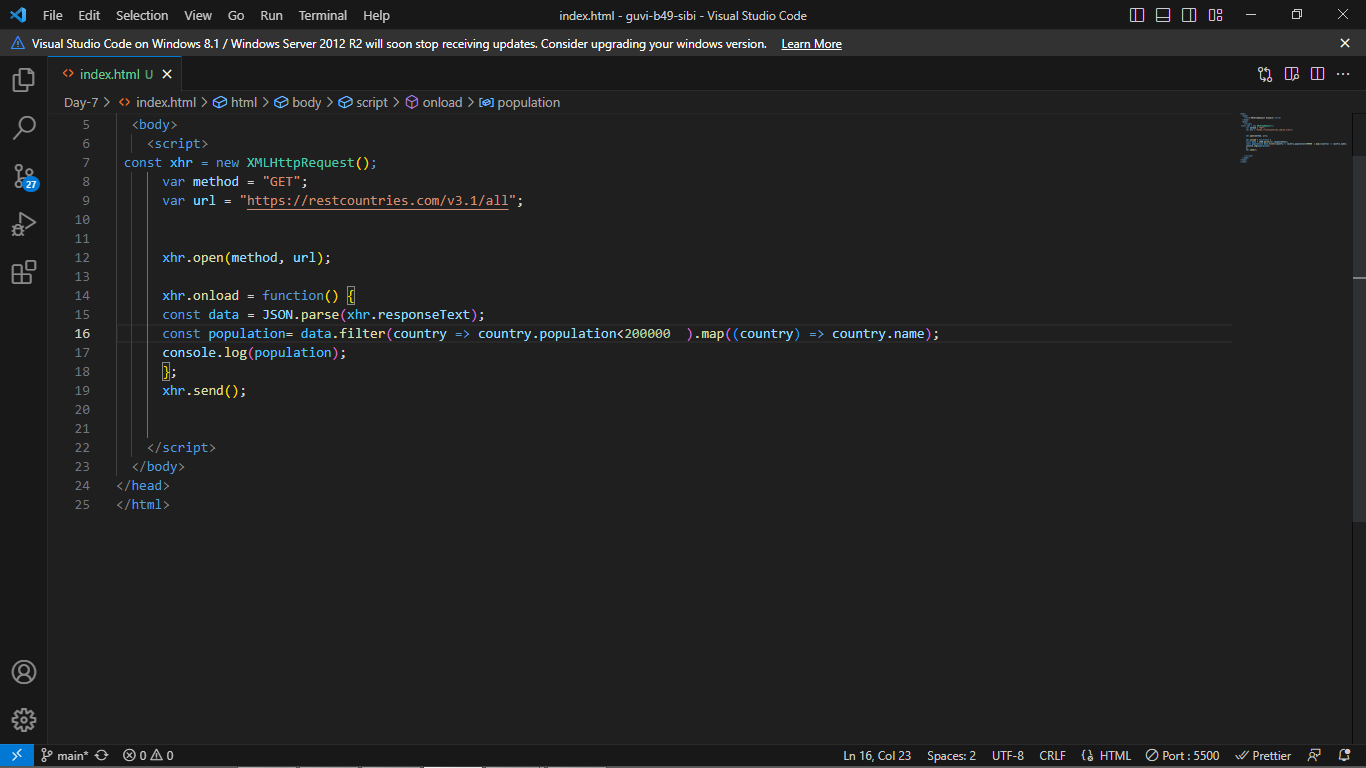 File Edit Selection View Go Run Terminal Help index.html - guvi-b49-sibi - Visual Studio Code
Visual Studio Code on Windows 8.1 / Windows Server 2012 R2 will soon stop receiving updates. Consider upgrading your windows version. Learn More
index.html U
Day-7 > index.html > html > body > script > onload > population
5 <body>
6 <script>
7 const xhr = new XMLHttpRequest();
8 var method = "GET";
9 var url = "https://restcountries.com/v3.1/all";
10
11
12 xhr.open(method, url);
13
14 xhr.onload = function() {
15 const data = JSON.parse(xhr.responseText);
16 const population= data.filter(country => country.population<200000  ).map((country) => country.name);
17 console.log(population);
18 };
19 xhr.send();
20
21
22 </script>
23 </body>
24 </head>
25 </html>
27
main* 0 0 Ln 16, Col 23 Spaces: 2 UTF-8 CRLF HTML Port : 5500 Prettier